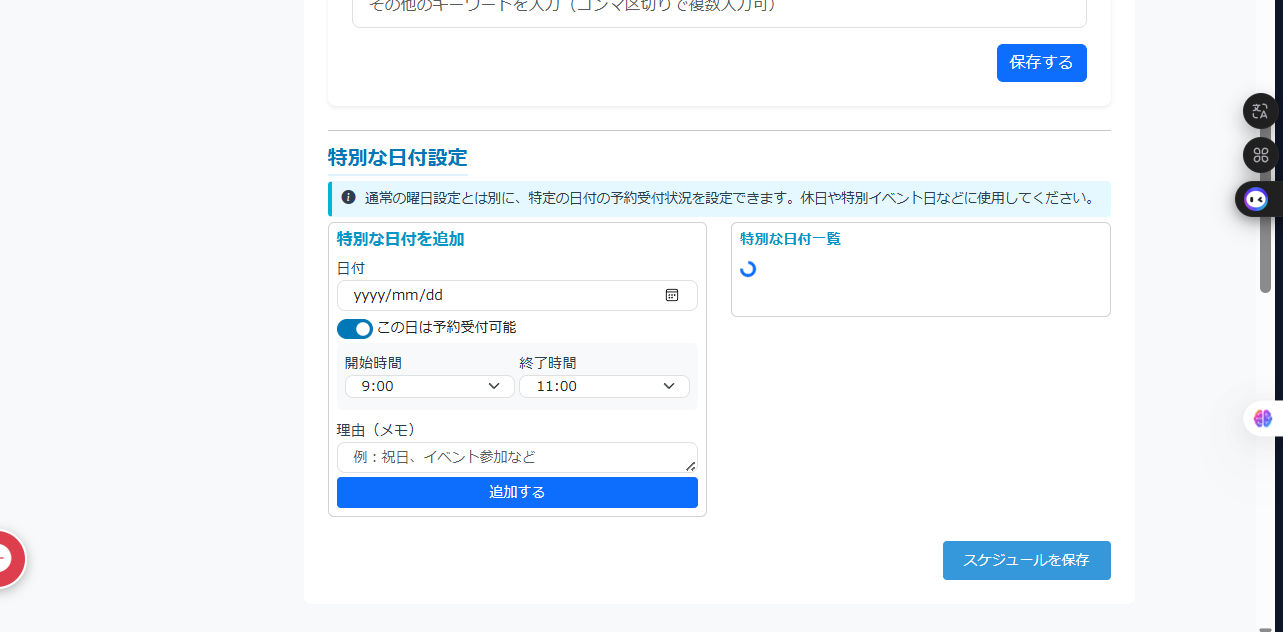 その他のキーワードを入力（コンマ区切りで複数入力可）
保存する
特別な日付設定
通常の曜日設定とは別に、特定の日付の予約受付状況を設定できます。休日や特別イベント日などに使用してください。
特別な日付を追加
日付
yyyy/mm/dd
この日は予約受付可能
開始時間 終了時間
9:00 11:00
理由（メモ）
例：祝日、イベント参加など
追加する
特別な日付一覧
スケジュールを保存